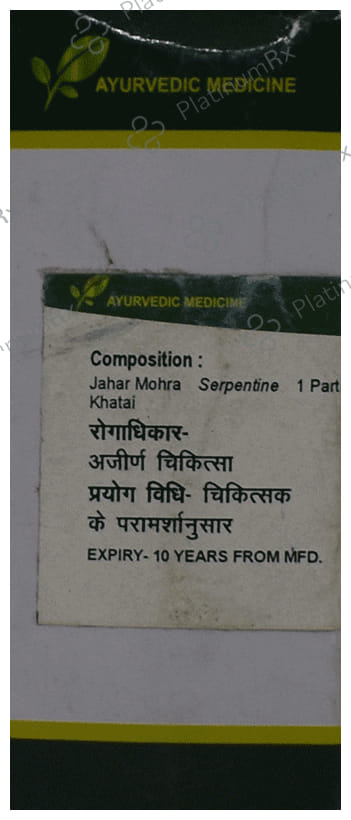 AYURVEDIC MEDICINE
PlatinumRx
AYURVEDIC MEDICINE
Composition :
Jahar Mohra Serpentine 1 Part
Khatai
रोगाधिकार-
अजीर्ण चिकित्सा
प्रयोग विधि- चिकित्सक
के परामर्शानुसार
EXPIRY- 10 YEARS FROM MFD.